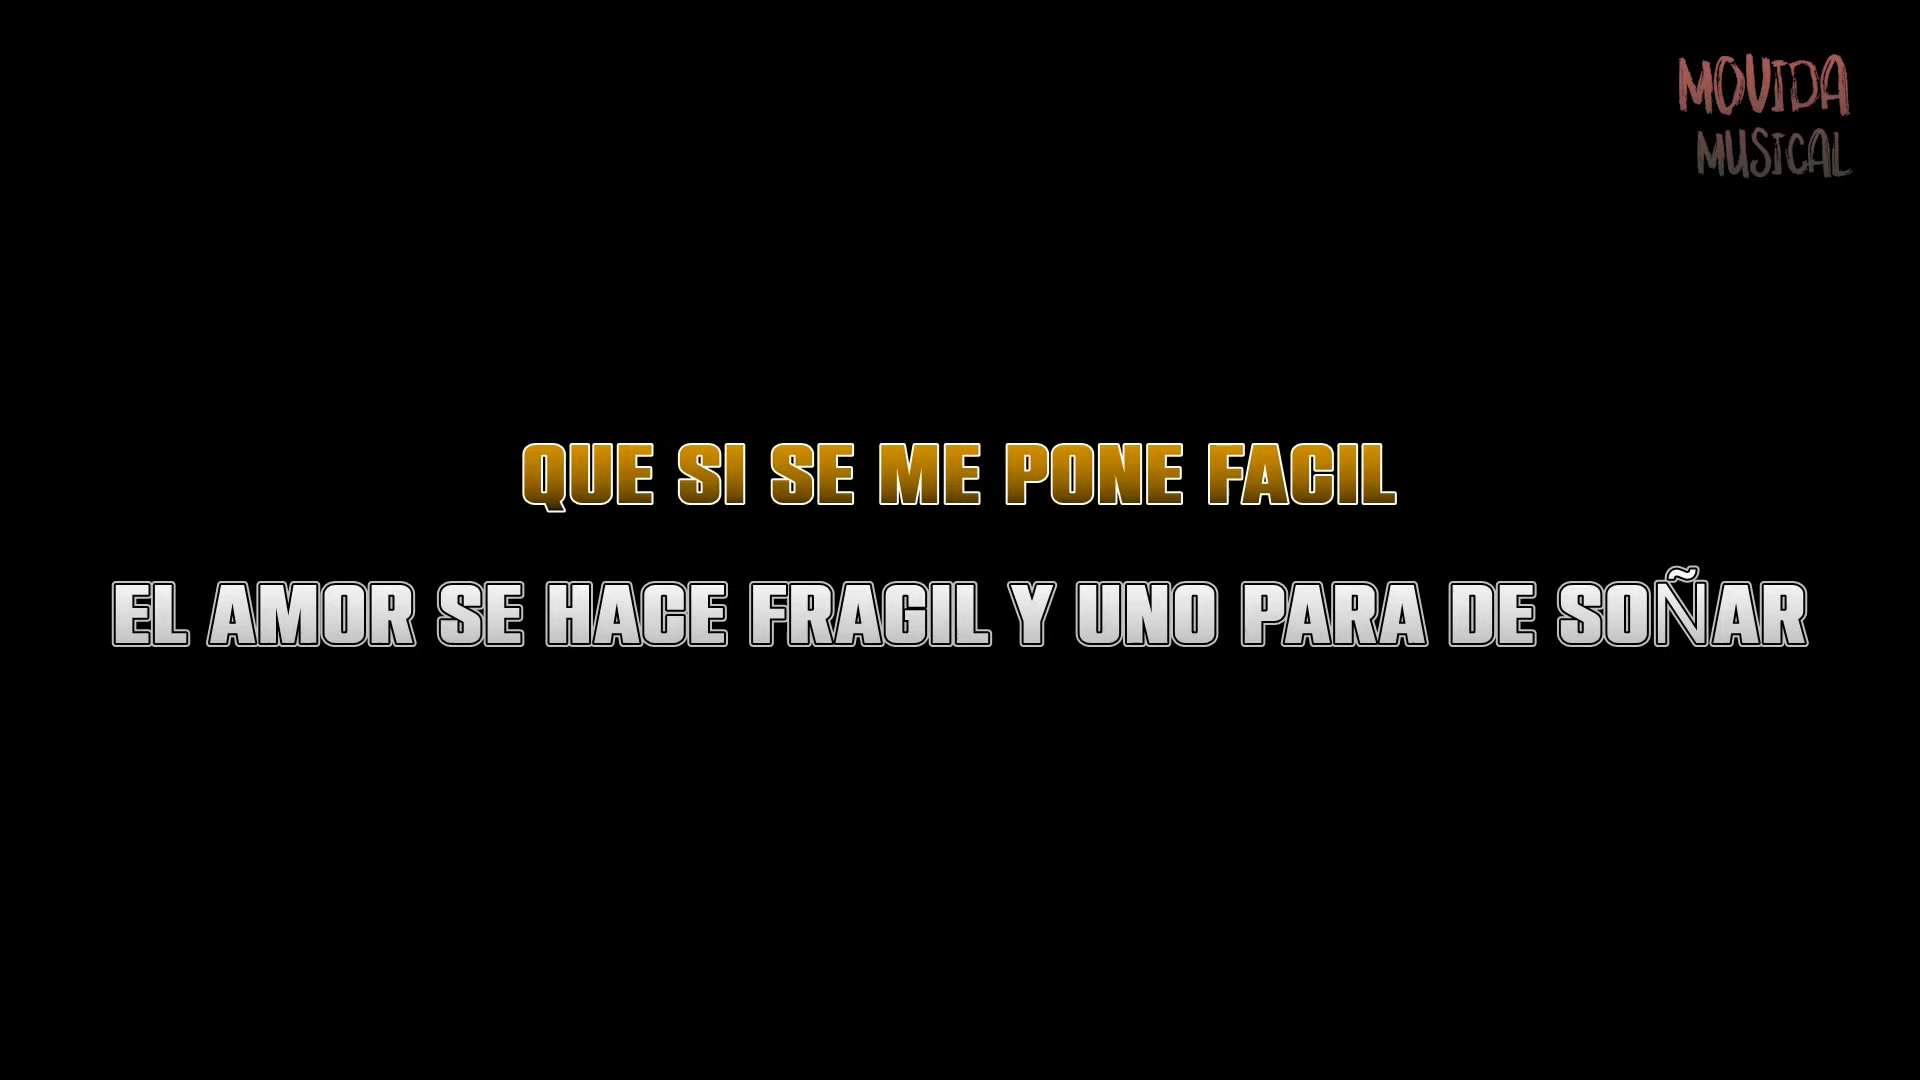 MOVIDA
MUSICAL
QUE SI SE ME PONE FACIL
EL AMOR SE HACE FRAGIL Y UNO PARA DE SOÑAR